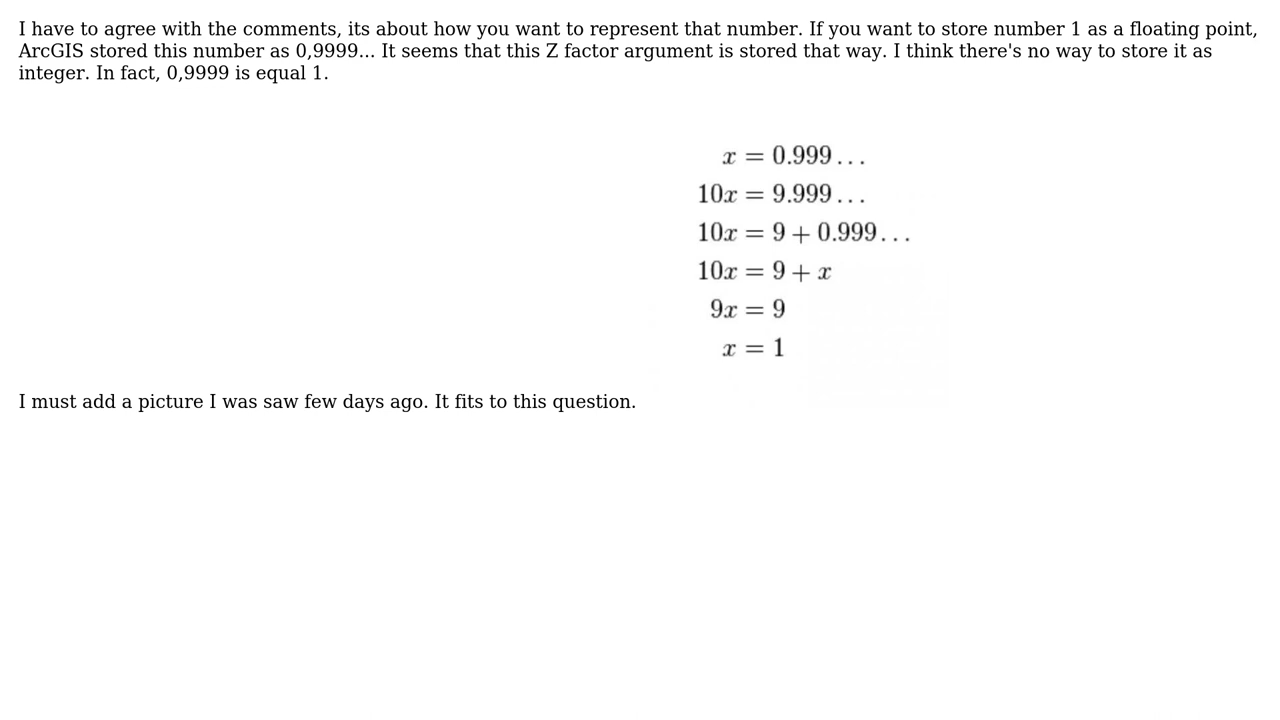 I have to agree with the comments, its about how you want to represent that number. If you want to store number 1 as a floating point,
ArcGIS stored this number as 0,9999... It seems that this Z factor argument is stored that way. I think there's no way to store it as
integer. In fact, 0,9999 is equal 1.
x = 0.999...
10x = 9.999...
10x = 9 + 0.999...
10x = 9 + x
9x = 9
x = 1
I must add a picture I was saw few days ago. It fits to this question.